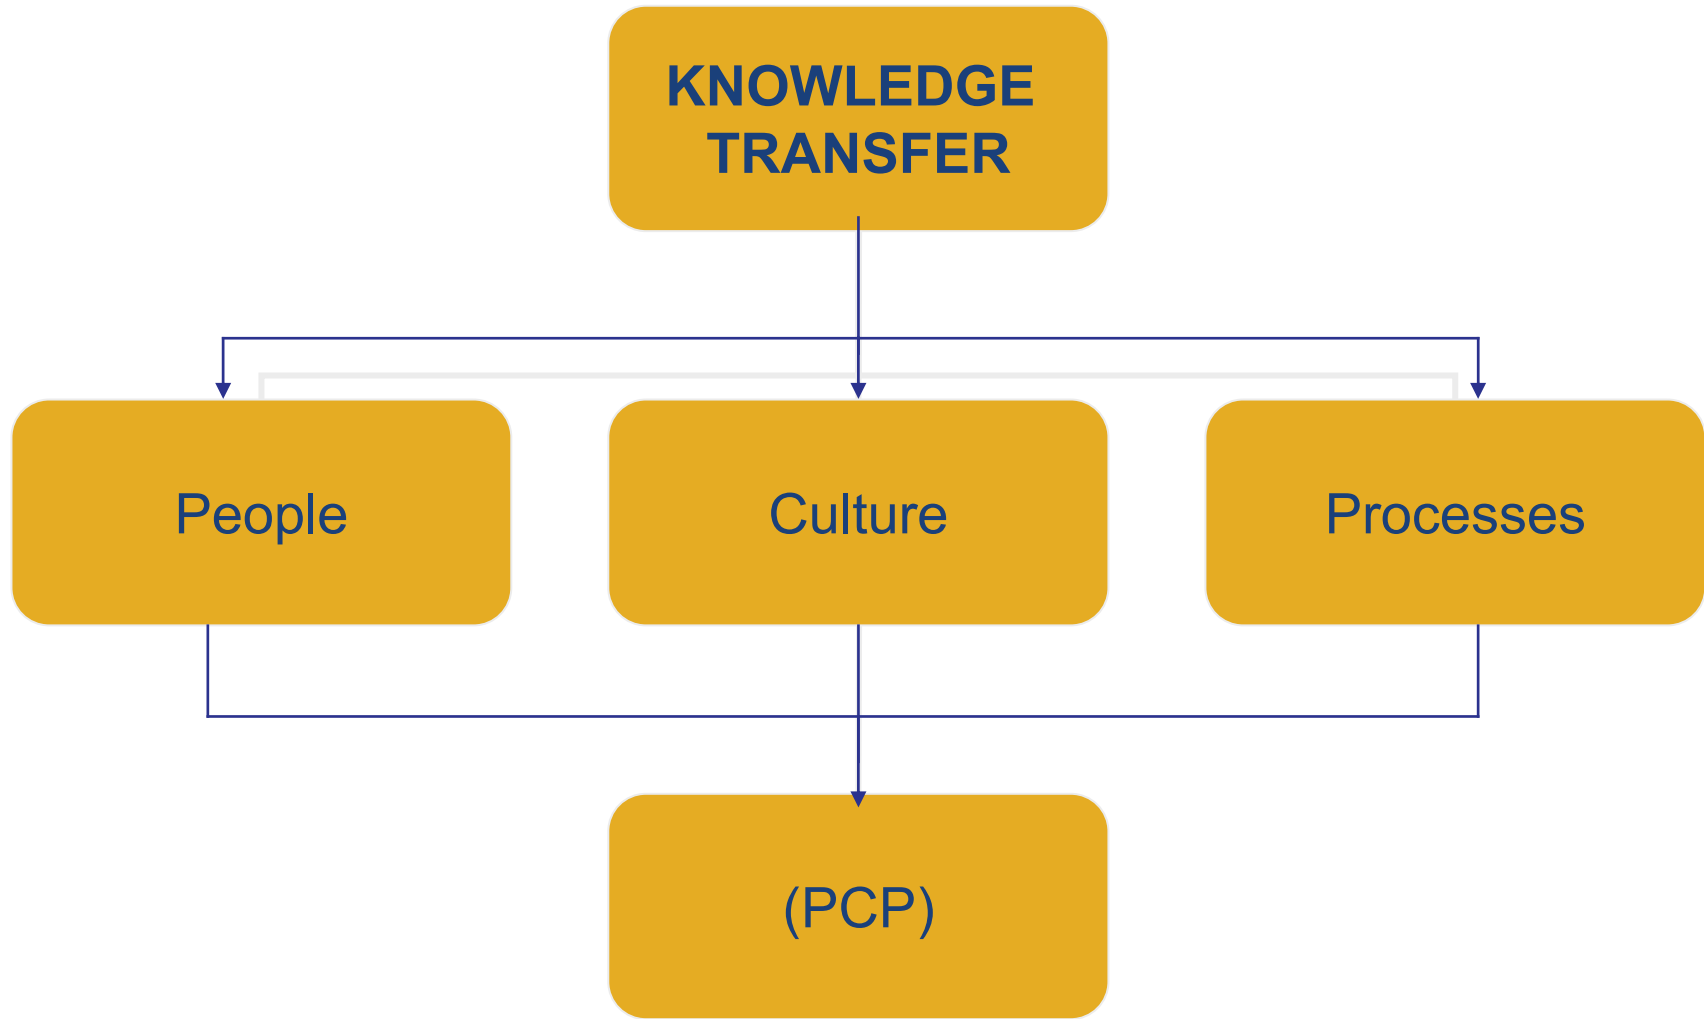 KNOWLEDGE
TRANSFER
People
Culture
Processes
(PCP)